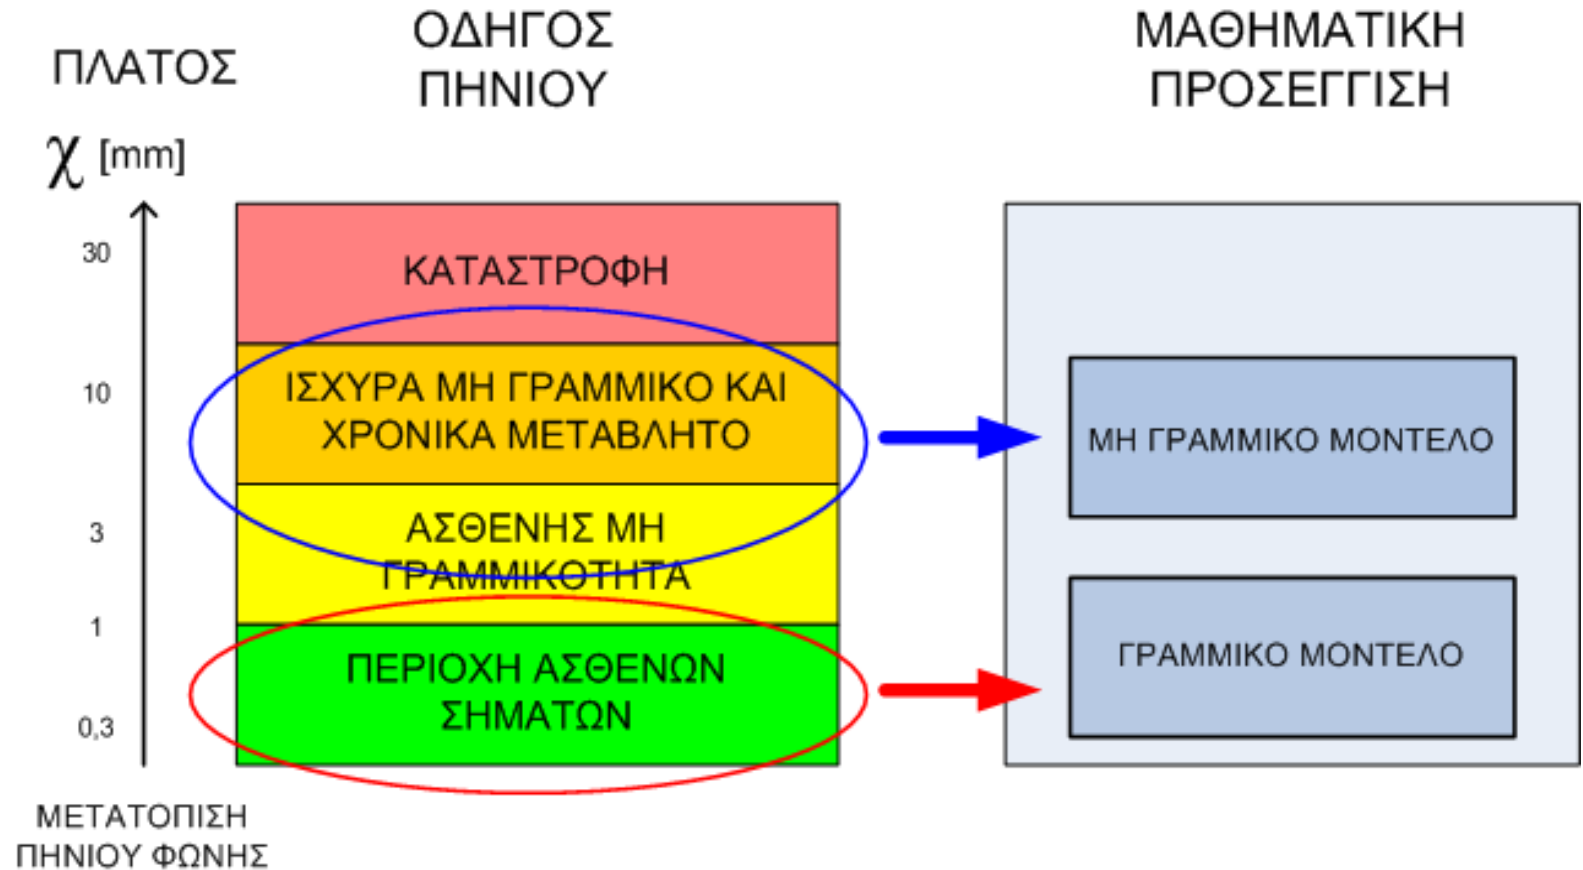 ΠΛΑΤΟΣ
χ [mm]
30
10
3
1
0,3
ΜΕΤΑΤΟΠΙΣΗ
ΠΗΝΙΟΥ ΦΩΝΗΣ
ΟΔΗΓΟΣ
ΠΗΝΙΟΥ
ΚΑΤΑΣΤΡΟΦΗ
ΙΣΧΥΡΑ ΜΗ ΓΡΑΜΜΙΚΟ ΚΑΙ
ΧΡΟΝΙΚΑ ΜΕΤΑΒΛΗΤΟ
ΑΣΘΕΝΗΣ ΜΗ
ΓΡΑΜΜΙΚΟΤΗΤΑ
ΠΕΡΙΟΧΗ ΑΣΘΕΝΩΝ
ΣΗΜΑΤΩΝ
ΜΑΘΗΜΑΤΙΚΗ
ΠΡΟΣΕΓΓΙΣΗ
ΜΗ ΓΡΑΜΜΙΚΟ ΜΟΝΤΕΛΟ
ΓΡΑΜΜΙΚΟ ΜΟΝΤΕΛΟ